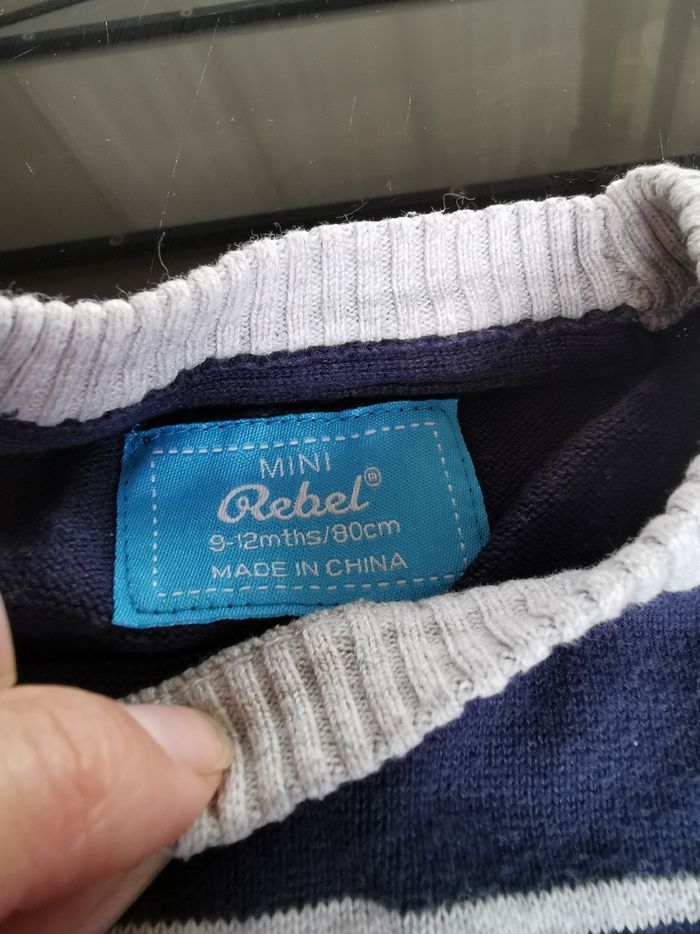 MINI
Rebel®
9-12mths/80cm
MADE IN CHINA